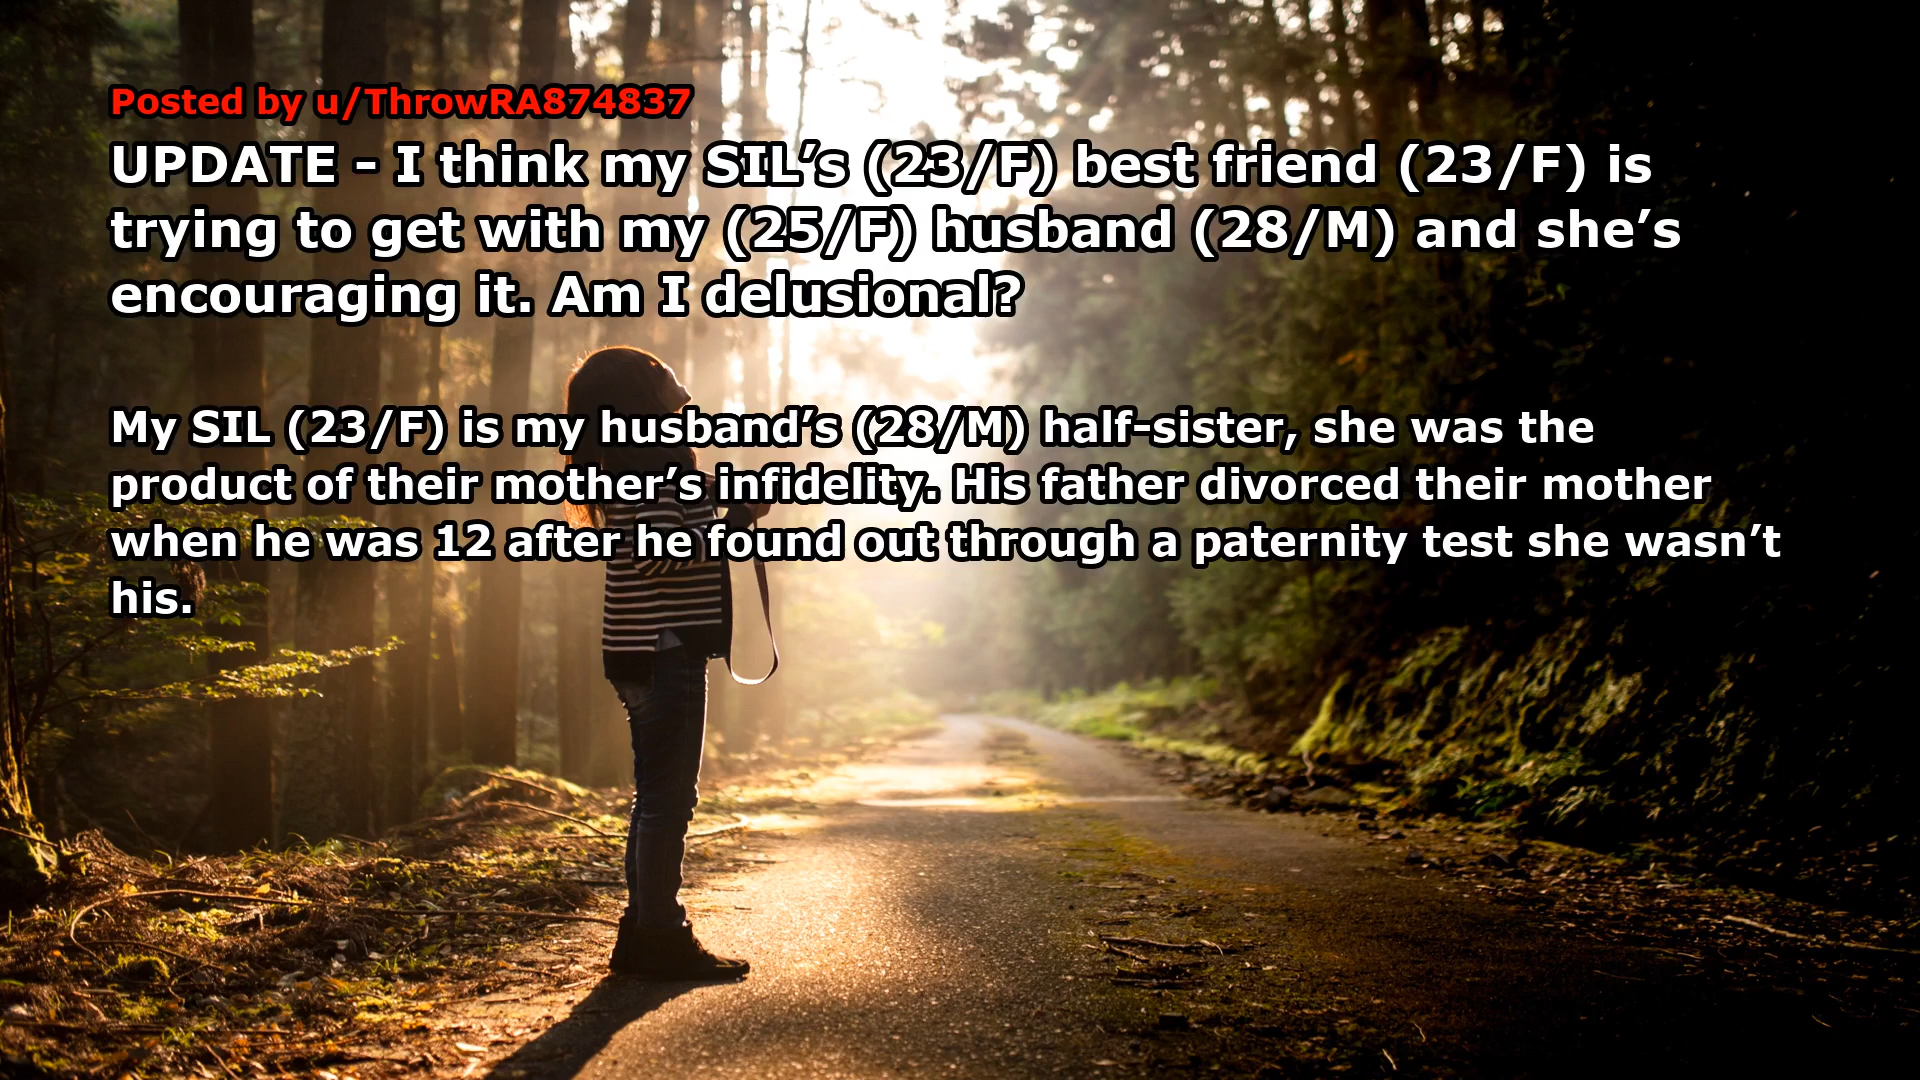 Posted by u/ThrowRA874837
UPDATE - I think my SIL’s (23/F) best friend (23/F) is
trying to get with my (25/F) husband (28/M) and she’s
encouraging it. Am I delusional?
My SIL (23/F) is my husband’s (28/M) half-sister, she was the
product of their mother’s infidelity. His father divorced their mother
when he was 12 after he found out through a paternity test she wasn’t
his.